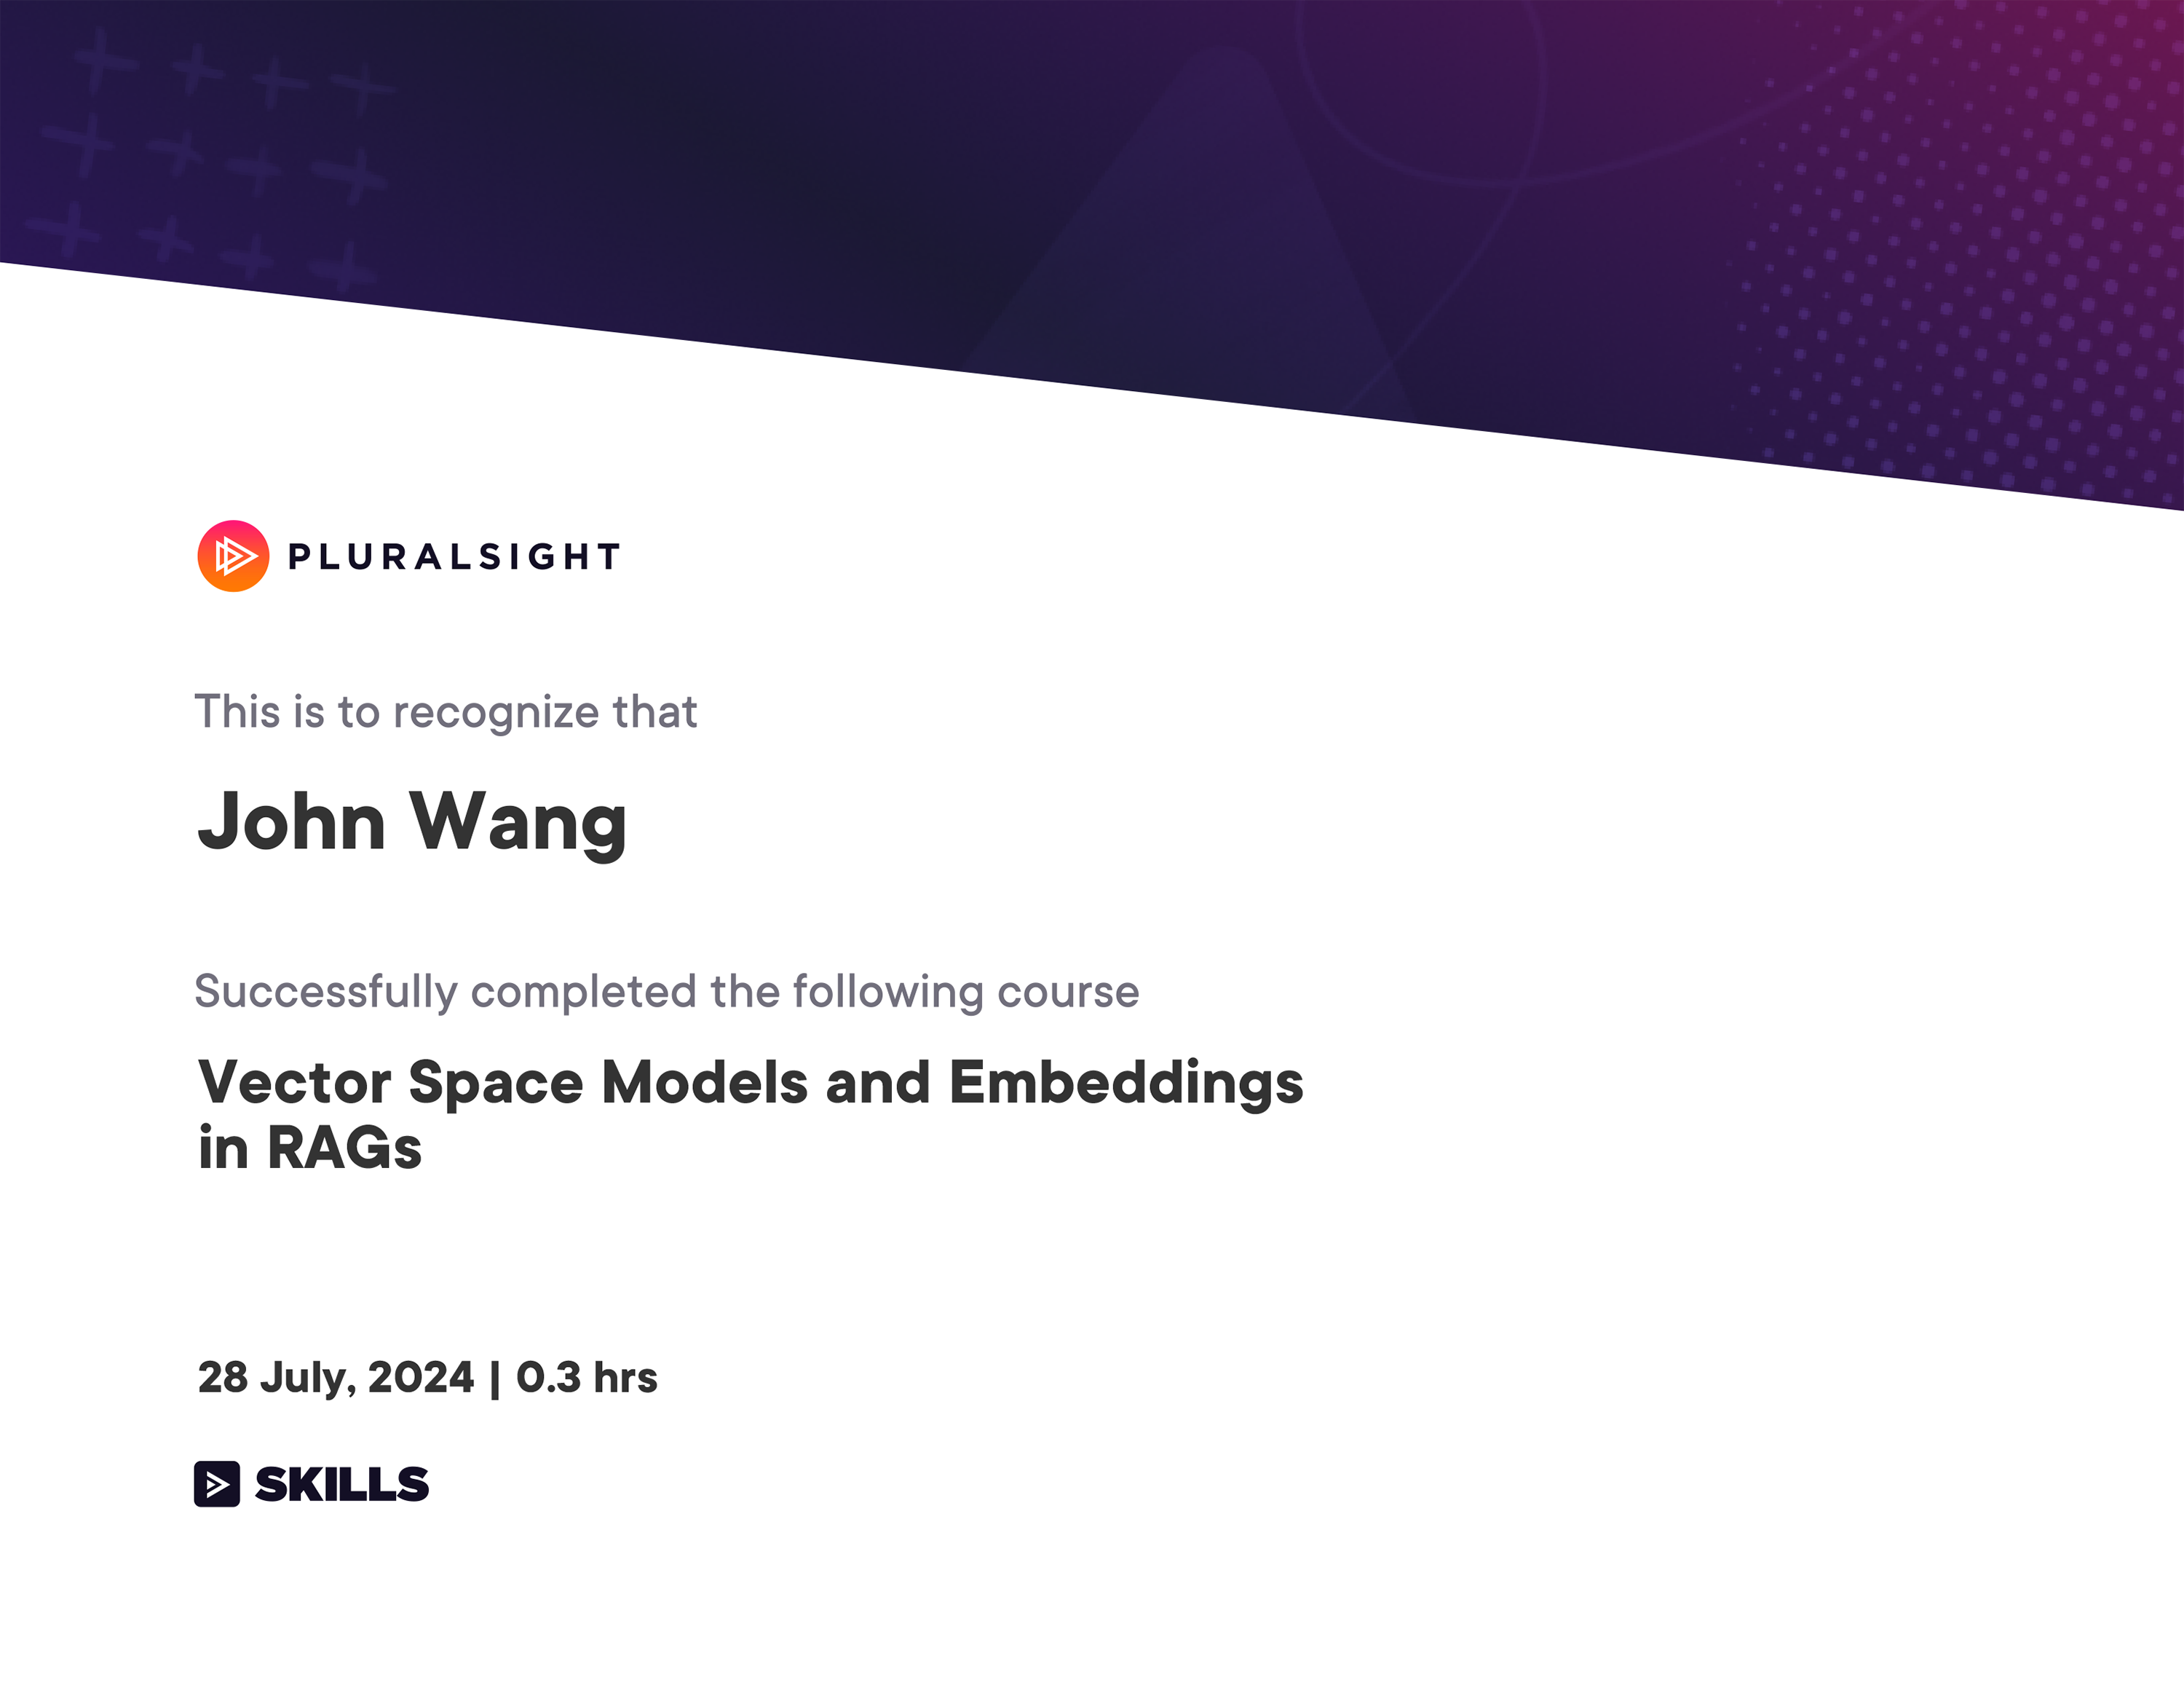 PLURALSIGHT
This is to recognize that
John Wang
Successfully completed the following course
Vector Space Models and Embeddings
in RAGs
28 July, 2024 | 0.3 hrs
SKILLS